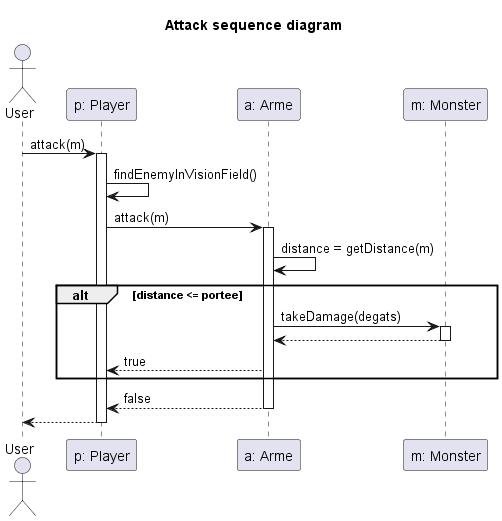 Attack sequence diagram
User
p: Player
a: Arme
m: Monster
attack(m)
findEnemyInVisionField()
attack(m)
distance = getDistance(m)
alt [distance <= portee]
takeDamage(degats)
true
false
User
p: Player
a: Arme
m: Monster